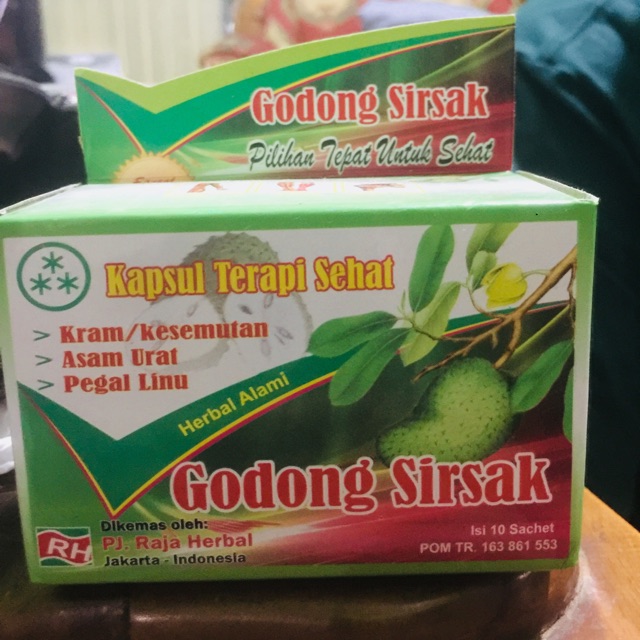 Godong Sirsak
Pilihan Tepat Untuk Sehat
Kapsul Terapi Sehat
> Kram/kesemutan
> Asam Urat
> Pegal Linu
Herbal Alami
Godong Sirsak
Dikemas oleh:
RH
PJ. Raja Herbal
Jakarta - Indonesia
Isi 10 Sachet
POM TR. 163 861 553